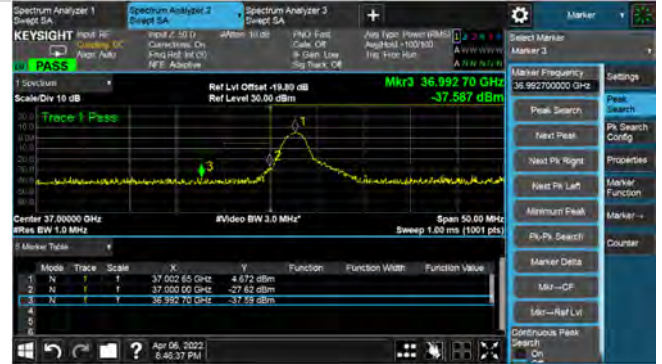 Spectrum Analyzer 1
Swept SA
Spectrum Analyzer 2
Swept SA
Spectrum Analyzer 3
Swept SA
+
Marker
KEYSIGHT
Input: RF
Coupling: DC
Align: Auto
Input Z: 50 Ω
Corrections: On
Freq Ref: Int (S)
NFE: Adaptive
#Atten: 10 dB
PNO: Fast
Gate: Off
IF Gain: Low
Sig Track: Off
Avg Type: Power (RMS)
Avg|Hold >100/100
Trig: Free Run
PASS
Select Marker
Marker 3
1 Spectrum
Scale/Div 10 dB
Ref Lvl Offset -19.80 dB
Ref Level 30.00 dBm
Mkr3 36.992 70 GHz
-37.587 dBm
Trace 1 Pass
1
2
3
Center 37.00000 GHz
#Res BW 1.0 MHz
#Video BW 3.0 MHz*
Span 50.00 MHz
Sweep 1.00 ms (1001 pts)
5 Marker Table
Mode Trace Scale X Y Function Function Width Function Value
1 N 1 f 37.002 65 GHz 4.672 dBm
2 N 1 f 37.000 00 GHz -27.62 dBm
3 N 1 f 36.992 70 GHz -37.59 dBm
4
5
6
Marker Frequency
36.992700000 GHz
Peak Search
Next Peak
Next Pk Right
Next Pk Left
Minimum Peak
Pk-Pk Search
Marker Delta
Mkr→CF
Mkr→Ref Lvl
Continuous Peak
Search
On
Off
Settings
Peak
Search
Pk Search
Config
Properties
Marker
Function
Marker→
Counter
?
Apr 06, 2022
8:46:37 PM